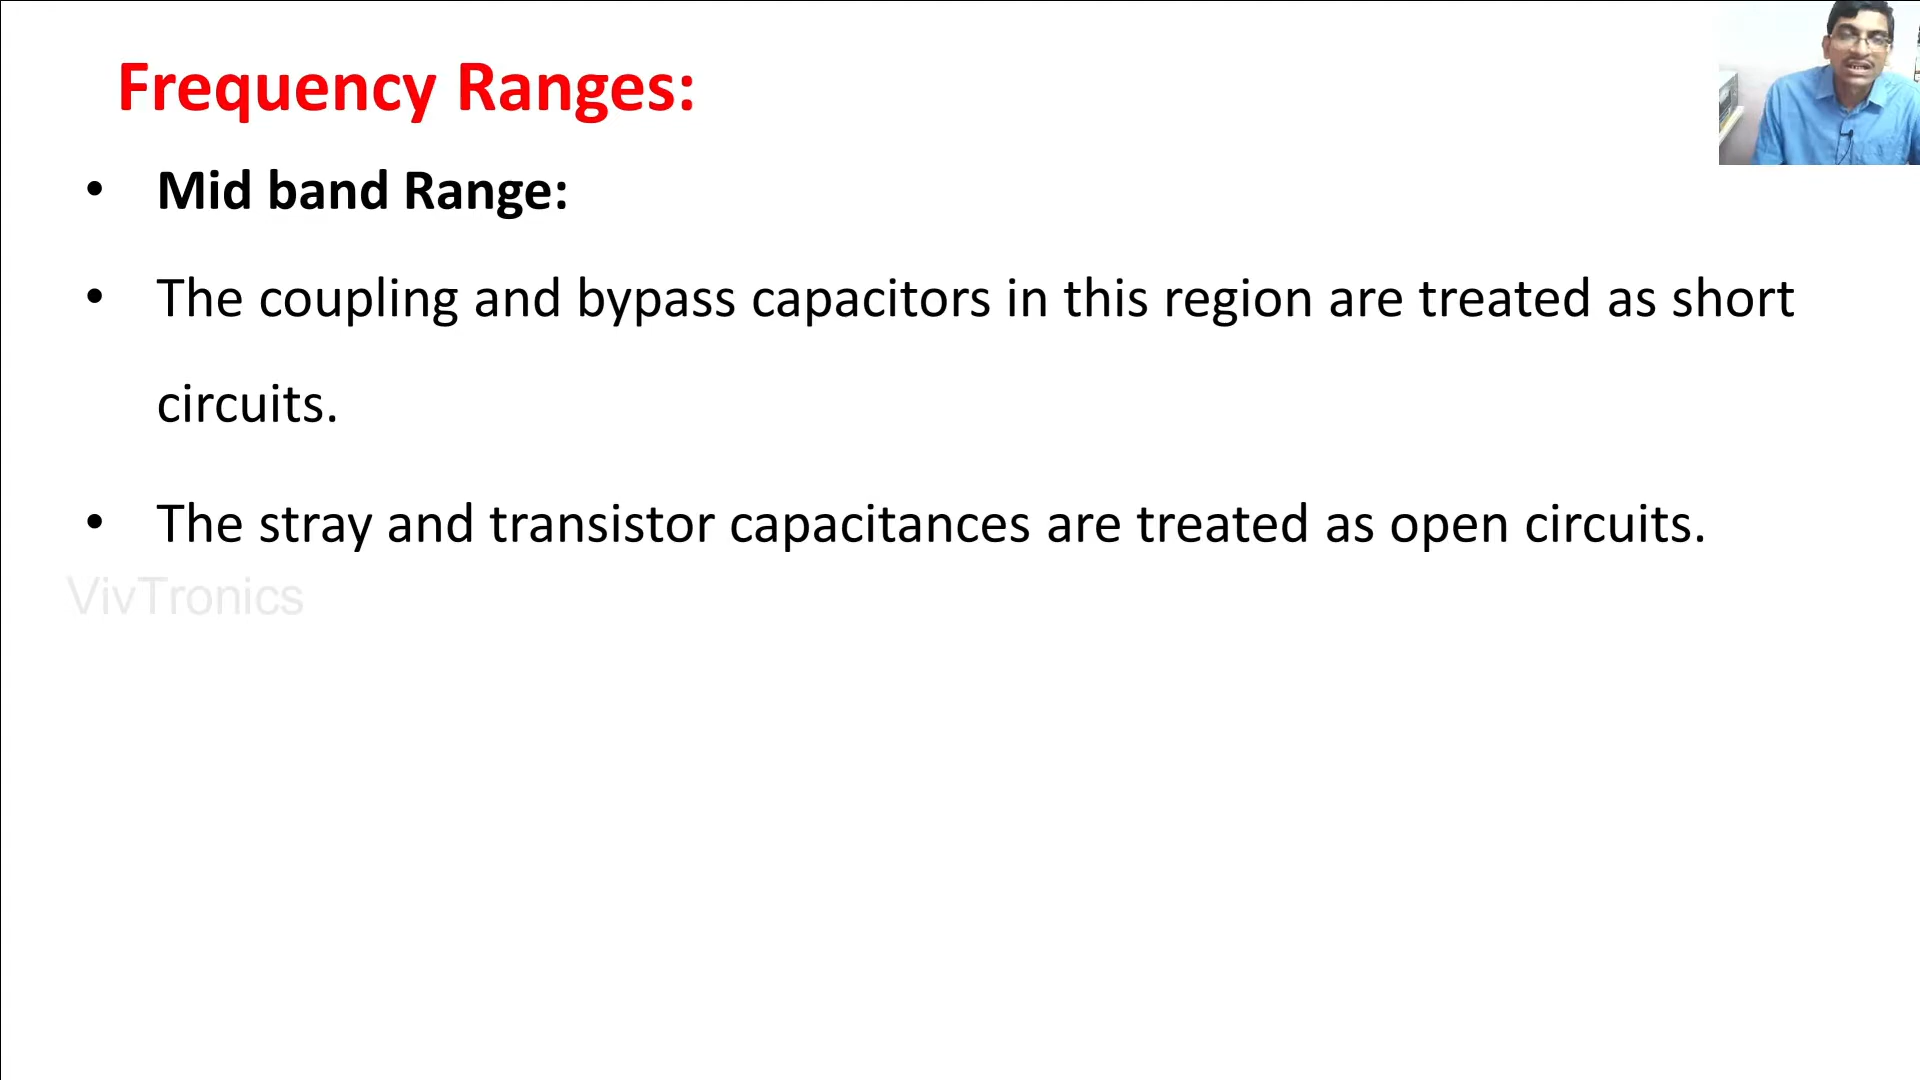 Frequency Ranges:
• Mid band Range:
• The coupling and bypass capacitors in this region are treated as short
circuits.
• The stray and transistor capacitances are treated as open circuits.
VivTronics